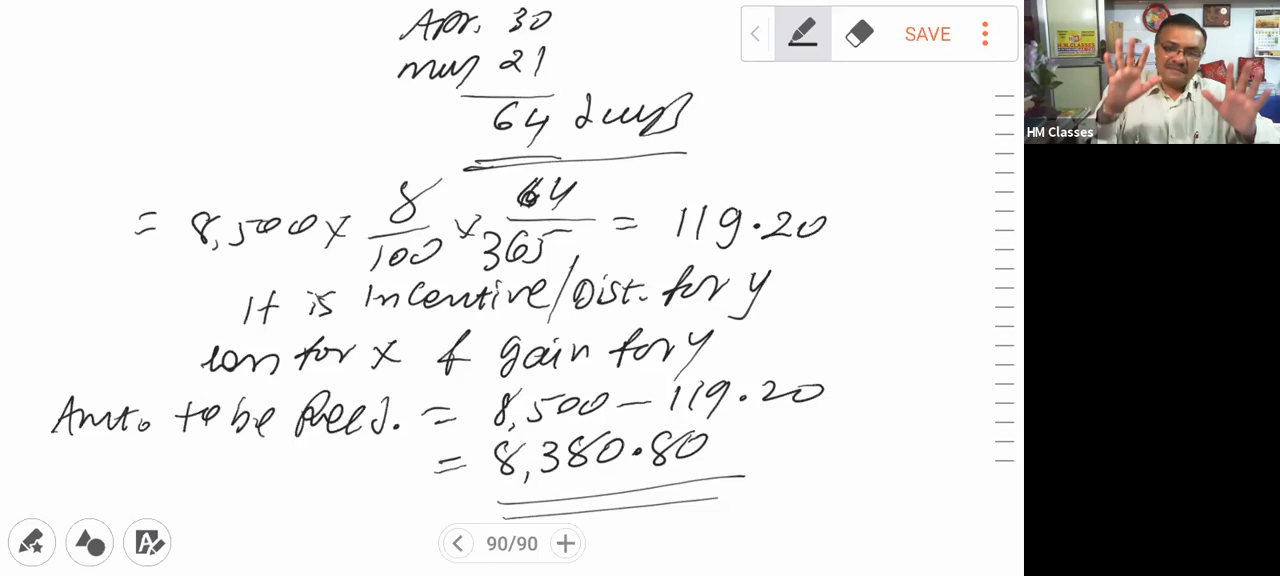 Apr. 30
may 21
64 days
= 8,500 x 8/100 x 64/365 = 119.20
It is Incentive/Dist. for y
loss for x & gain for y
Amt. to be Recd. = 8,500 - 119.20
= 8,380.80
SAVE
HM Classes
90/90